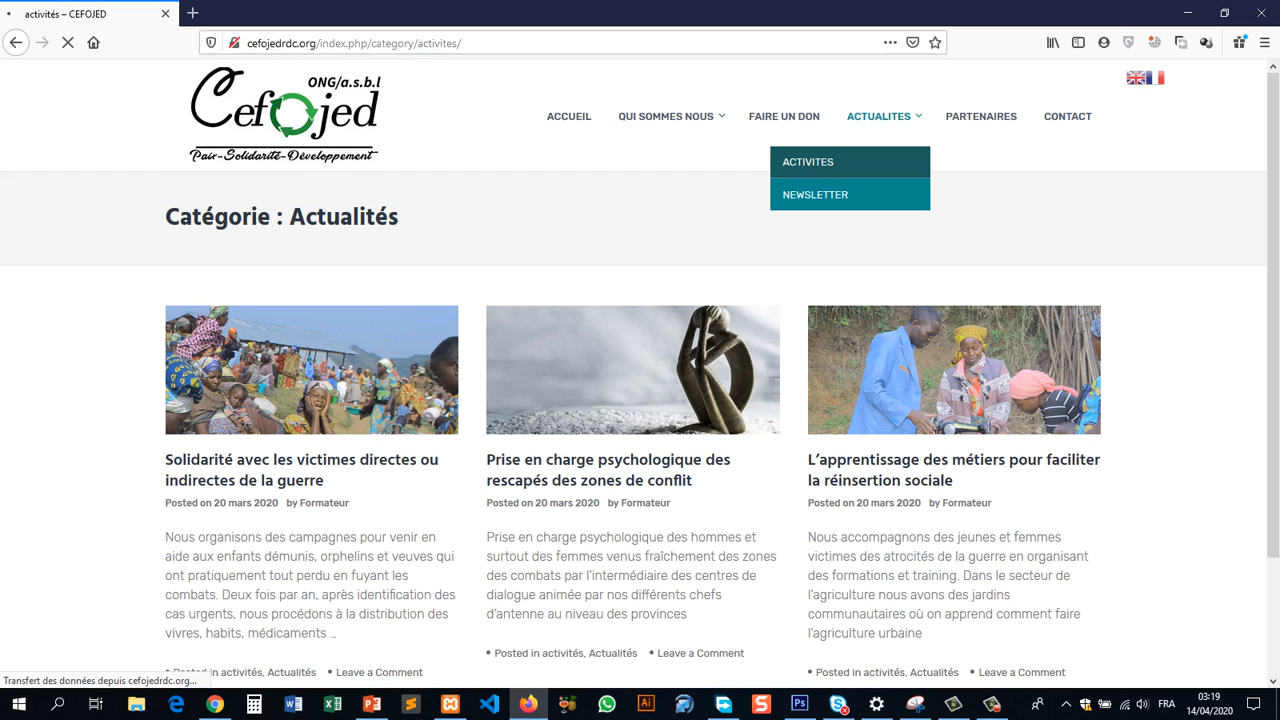 activités – CEFOJED
cefojedrdc.org/index.php/category/activites/
ONG/a.s.b.l
Cefojed
Paix-Solidarité-Développement
ACCUEIL QUI SOMMES NOUS FAIRE UN DON ACTUALITES PARTENAIRES CONTACT
ACTIVITES
NEWSLETTER
Catégorie : Actualités
Solidarité avec les victimes directes ou
indirectes de la guerre
Posted on 20 mars 2020 by Formateur
Nous organisons des campagnes pour venir en
aide aux enfants démunis, orphelins et veuves qui
ont pratiquement tout perdu en fuyant les
combats. Deux fois par an, après identification des
cas urgents, nous procédons à la distribution des
vivres, habits, médicaments …
Posted in activités, Actualités • Leave a Comment
Prise en charge psychologique des
rescapés des zones de conflit
Posted on 20 mars 2020 by Formateur
Prise en charge psychologique des hommes et
surtout des femmes venus fraîchement des zones
des combats par l'intermédiaire des centres de
dialogue animée par nos différents chefs
d'antenne au niveau des provinces
• Posted in activités, Actualités • Leave a Comment
L'apprentissage des métiers pour faciliter
la réinsertion sociale
Posted on 20 mars 2020 by Formateur
Nous accompagnons des jeunes et femmes
victimes des atrocités de la guerre en organisant
des formations et training. Dans le secteur de
l'agriculture nous avons des jardins
communautaires où on apprend comment faire
l'agriculture urbaine
• Posted in activités, Actualités • Leave a Comment
Transfert des données depuis cefojedrdc.org...
FRA
03:19
14/04/2020